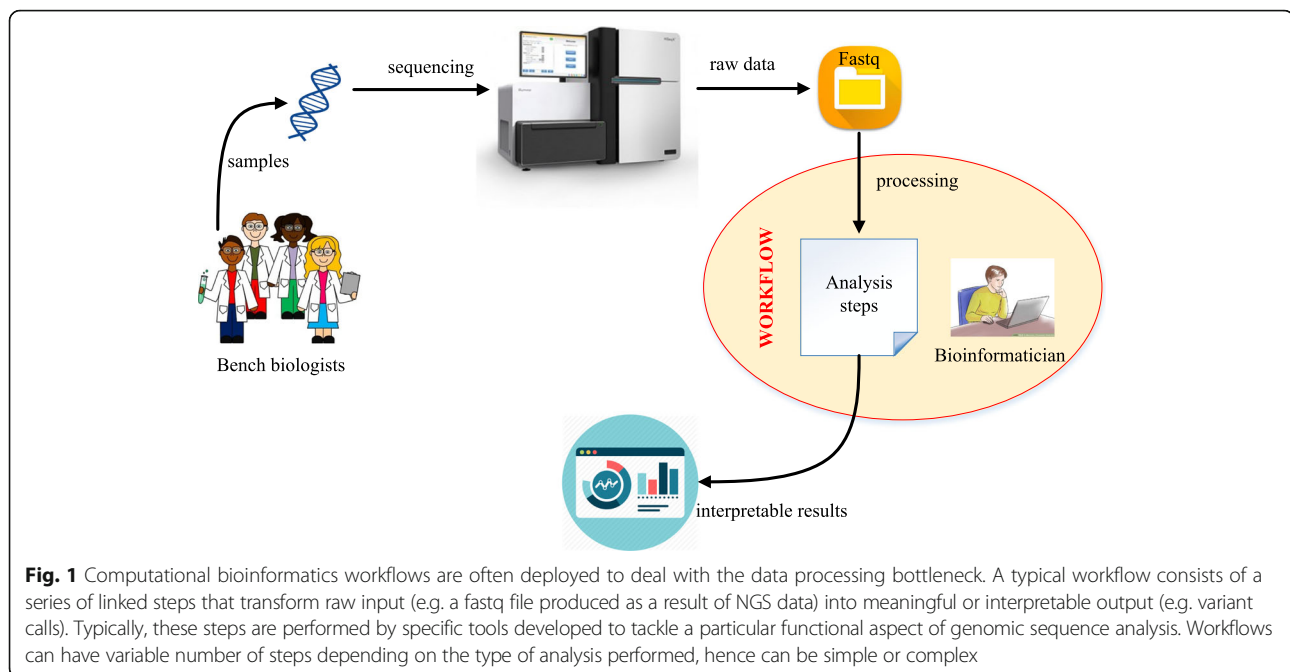 sequencing
raw data
Fastq
samples
processing
WORKFLOW
Analysis
steps
Bench biologists
Bioinformatician
interpretable results
Fig. 1 Computational bioinformatics workflows are often deployed to deal with the data processing bottleneck. A typical workflow consists of a
series of linked steps that transform raw input (e.g. a fastq file produced as a result of NGS data) into meaningful or interpretable output (e.g. variant
calls). Typically, these steps are performed by specific tools developed to tackle a particular functional aspect of genomic sequence analysis. Workflows
can have variable number of steps depending on the type of analysis performed, hence can be simple or complex